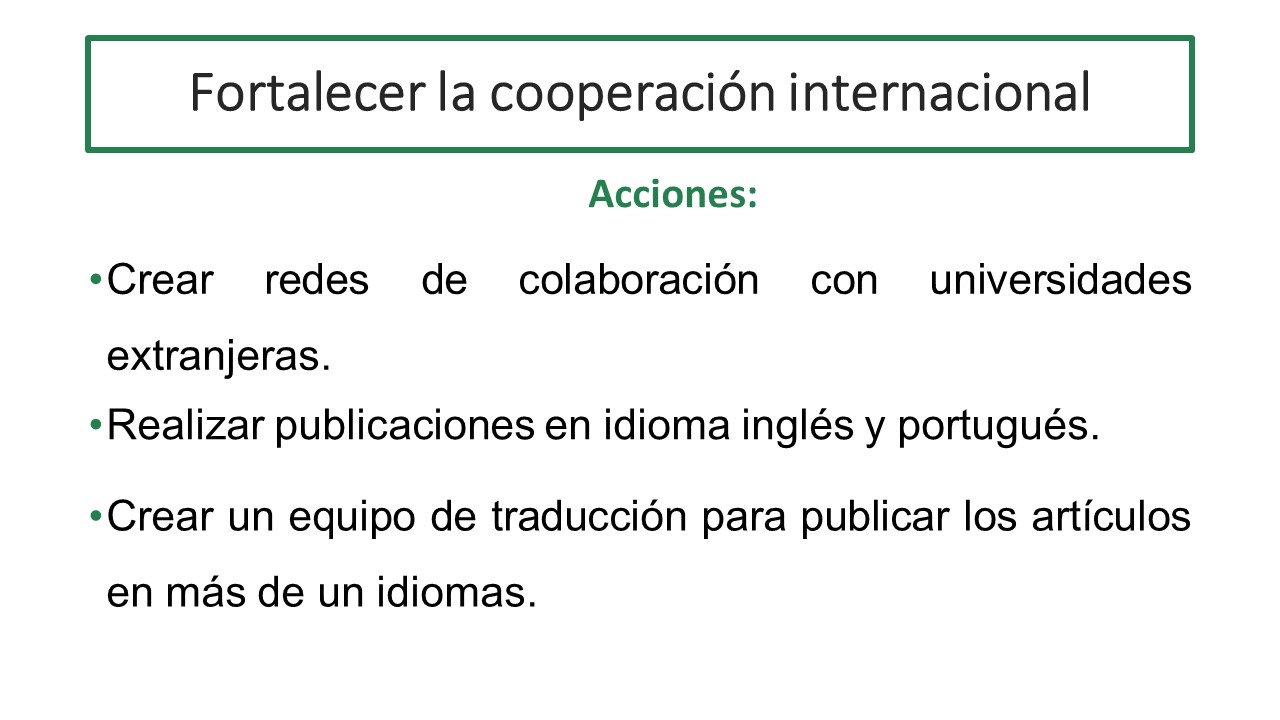 Fortalecer la cooperación internacional
Acciones:
•Crear redes de colaboración con universidades
extranjeras.
•Realizar publicaciones en idioma inglés y portugués.
•Crear un equipo de traducción para publicar los artículos
en más de un idiomas.